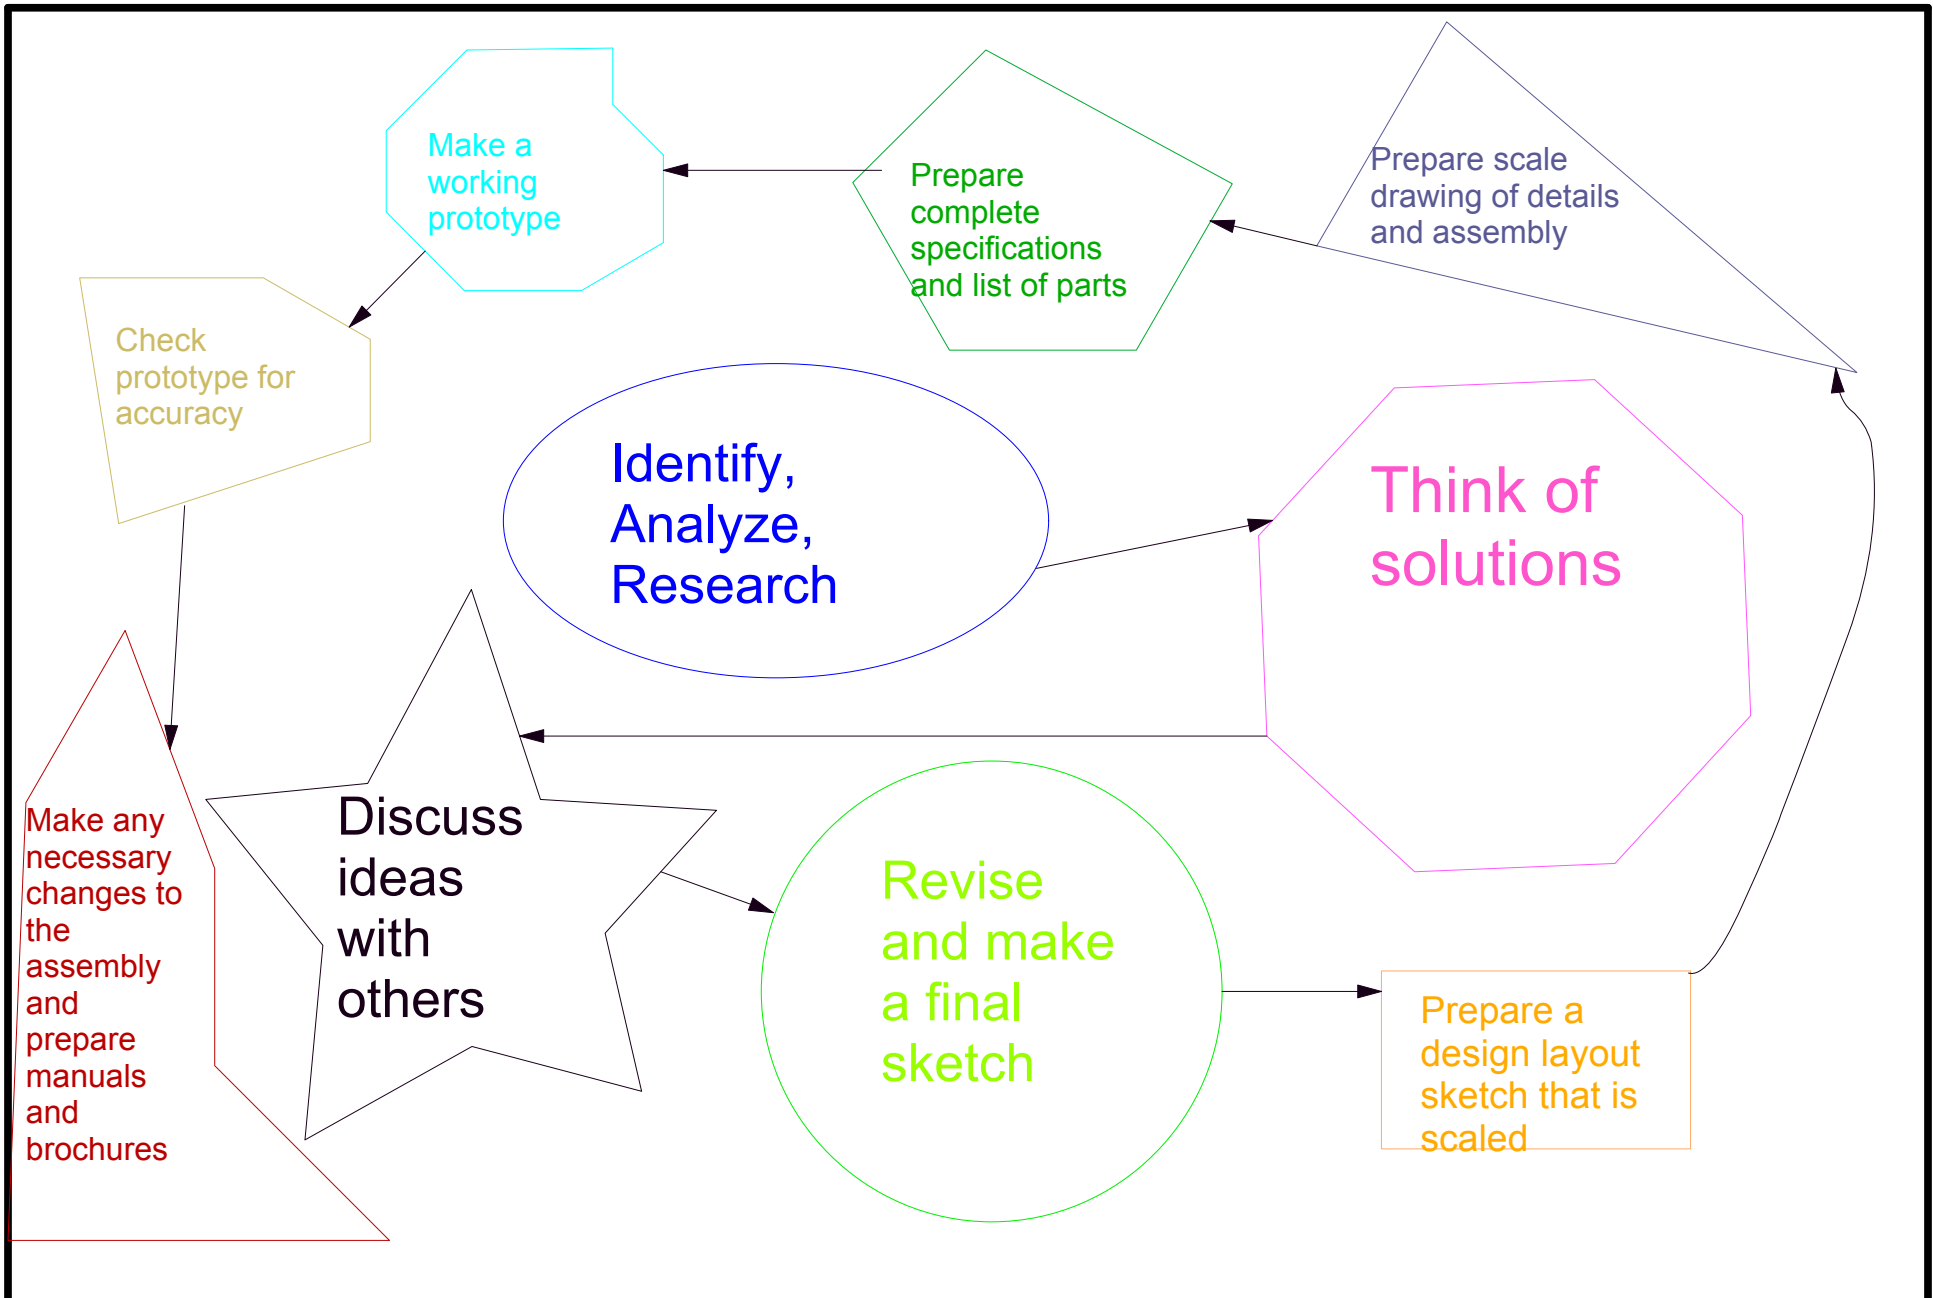 Make a
working
prototype
Prepare
complete
specifications
and list of parts
Prepare scale
drawing of details
and assembly
Check
prototype for
accuracy
Identify,
Analyze,
Research
Think of
solutions
Make any
necessary
changes to
the
assembly
and
prepare
manuals
and
brochures
Discuss
ideas
with
others
Revise
and make
a final
sketch
Prepare a
design layout
sketch that is
scaled